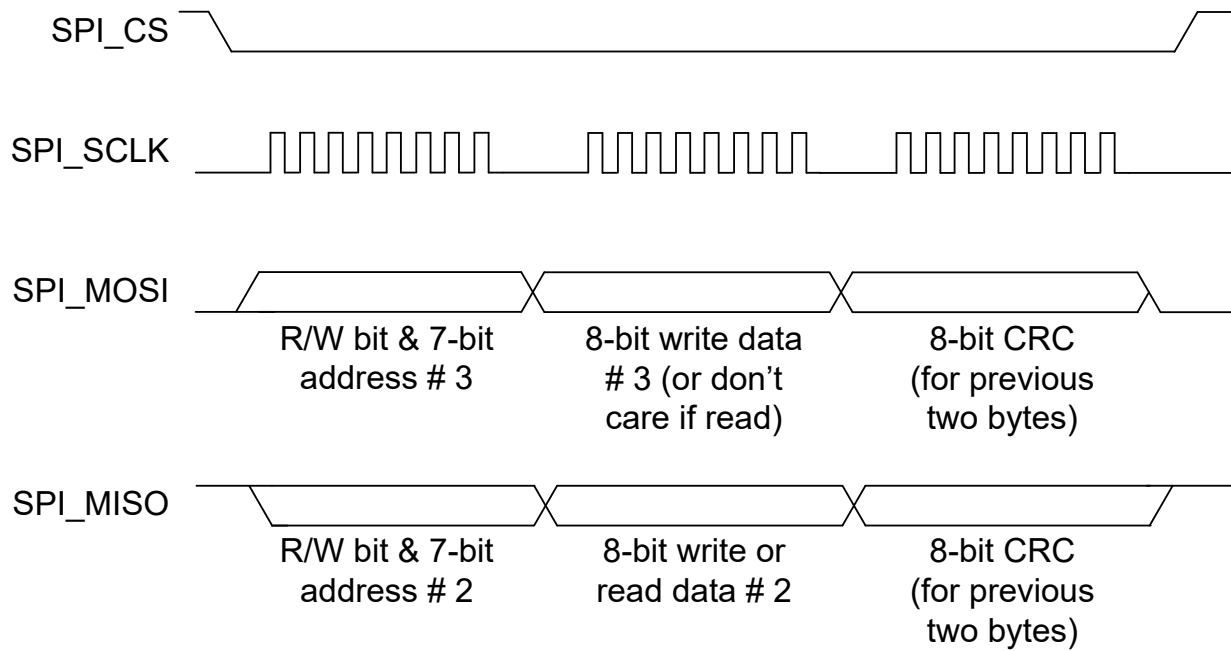 SPI_CS
SPI_SCLK
SPI_MOSI
R/W bit & 7-bit
address # 3
8-bit write data
# 3 (or don’t
care if read)
8-bit CRC
(for previous
two bytes)
SPI_MISO
R/W bit & 7-bit
address # 2
8-bit write or
read data # 2
8-bit CRC
(for previous
two bytes)